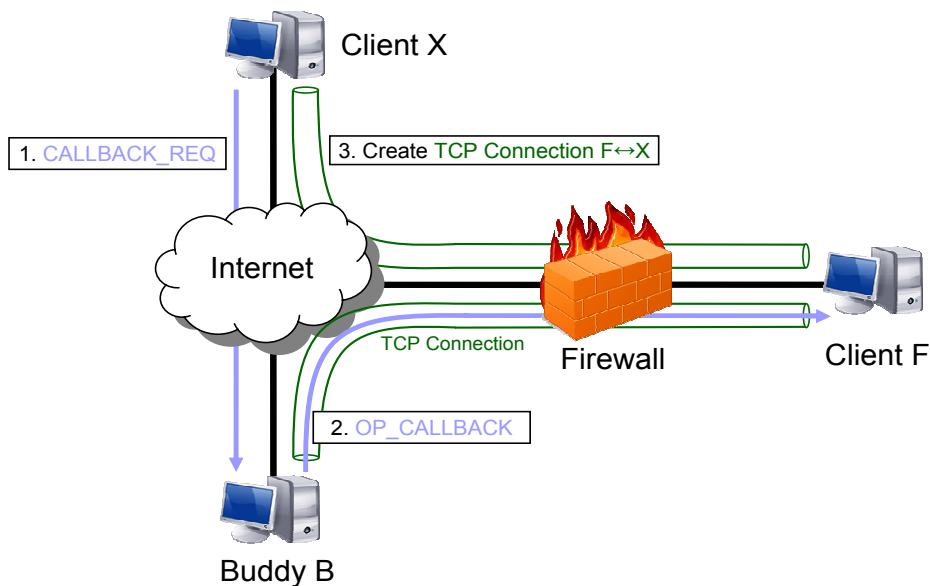 Client X
1. CALLBACK_REQ
3. Create TCP Connection F↔X
Internet
TCP Connection
Firewall
Client F
2. OP_CALLBACK
Buddy B